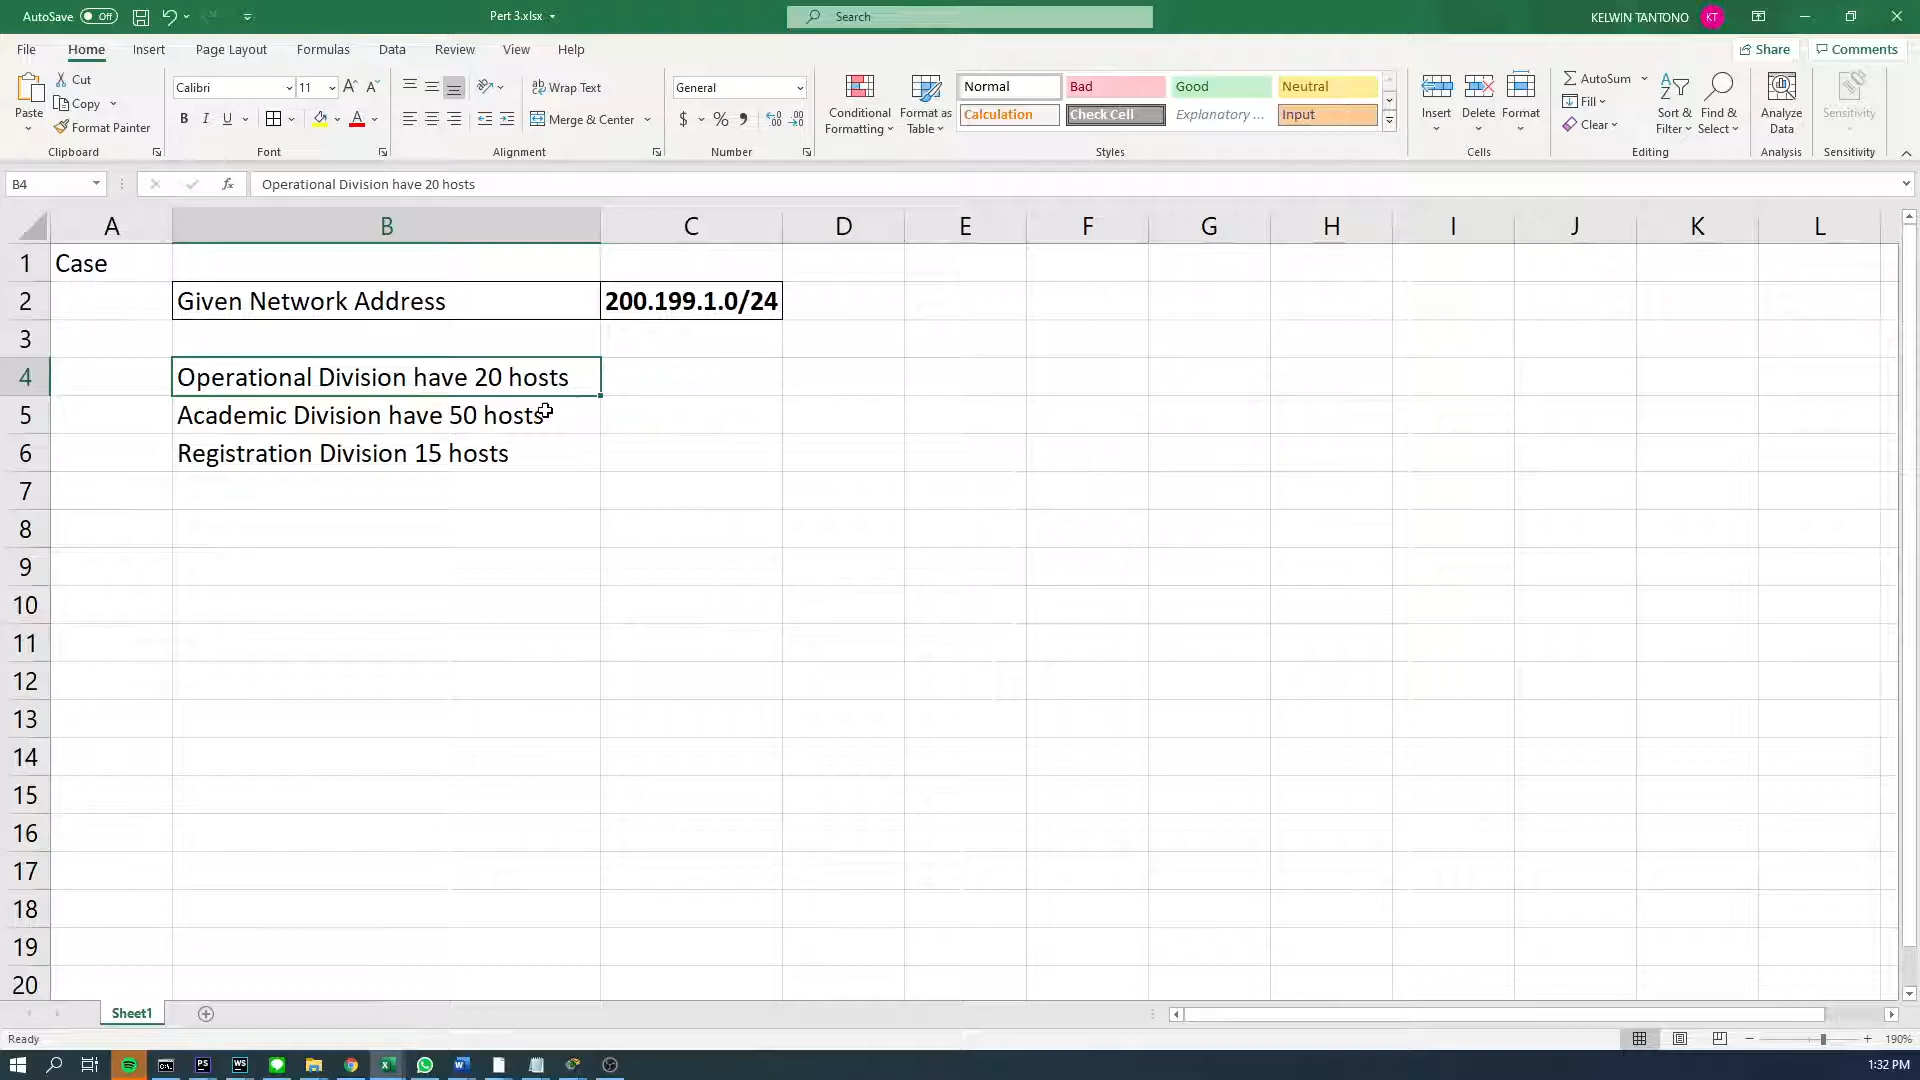 AutoSave Off
Pert 3.xlsx
Search
KELWIN TANTONO KT
File Home Insert Page Layout Formulas Data Review View Help
Share Comments
Paste
Cut
Copy
Format Painter
Clipboard
Calibri 11
B I U
Font
Wrap Text
Merge & Center
Alignment
General
$ % 9
Number
Conditional Formatting
Format as Table
Normal Bad Good Neutral
Calculation Check Cell Explanatory ... Input
Styles
Insert Delete Format
Cells
AutoSum
Fill
Clear
Sort & Filter
Find & Select
Editing
Analyze Data
Analysis
Sensitivity
Sensitivity
B4 fx Operational Division have 20 hosts
A B C D E F G H I J K L
1 Case
2 Given Network Address 200.199.1.0/24
3
4 Operational Division have 20 hosts
5 Academic Division have 50 hosts
6 Registration Division 15 hosts
7
8
9
10
11
12
13
14
15
16
17
18
19
20
Sheet1
Ready
190%
1:32 PM